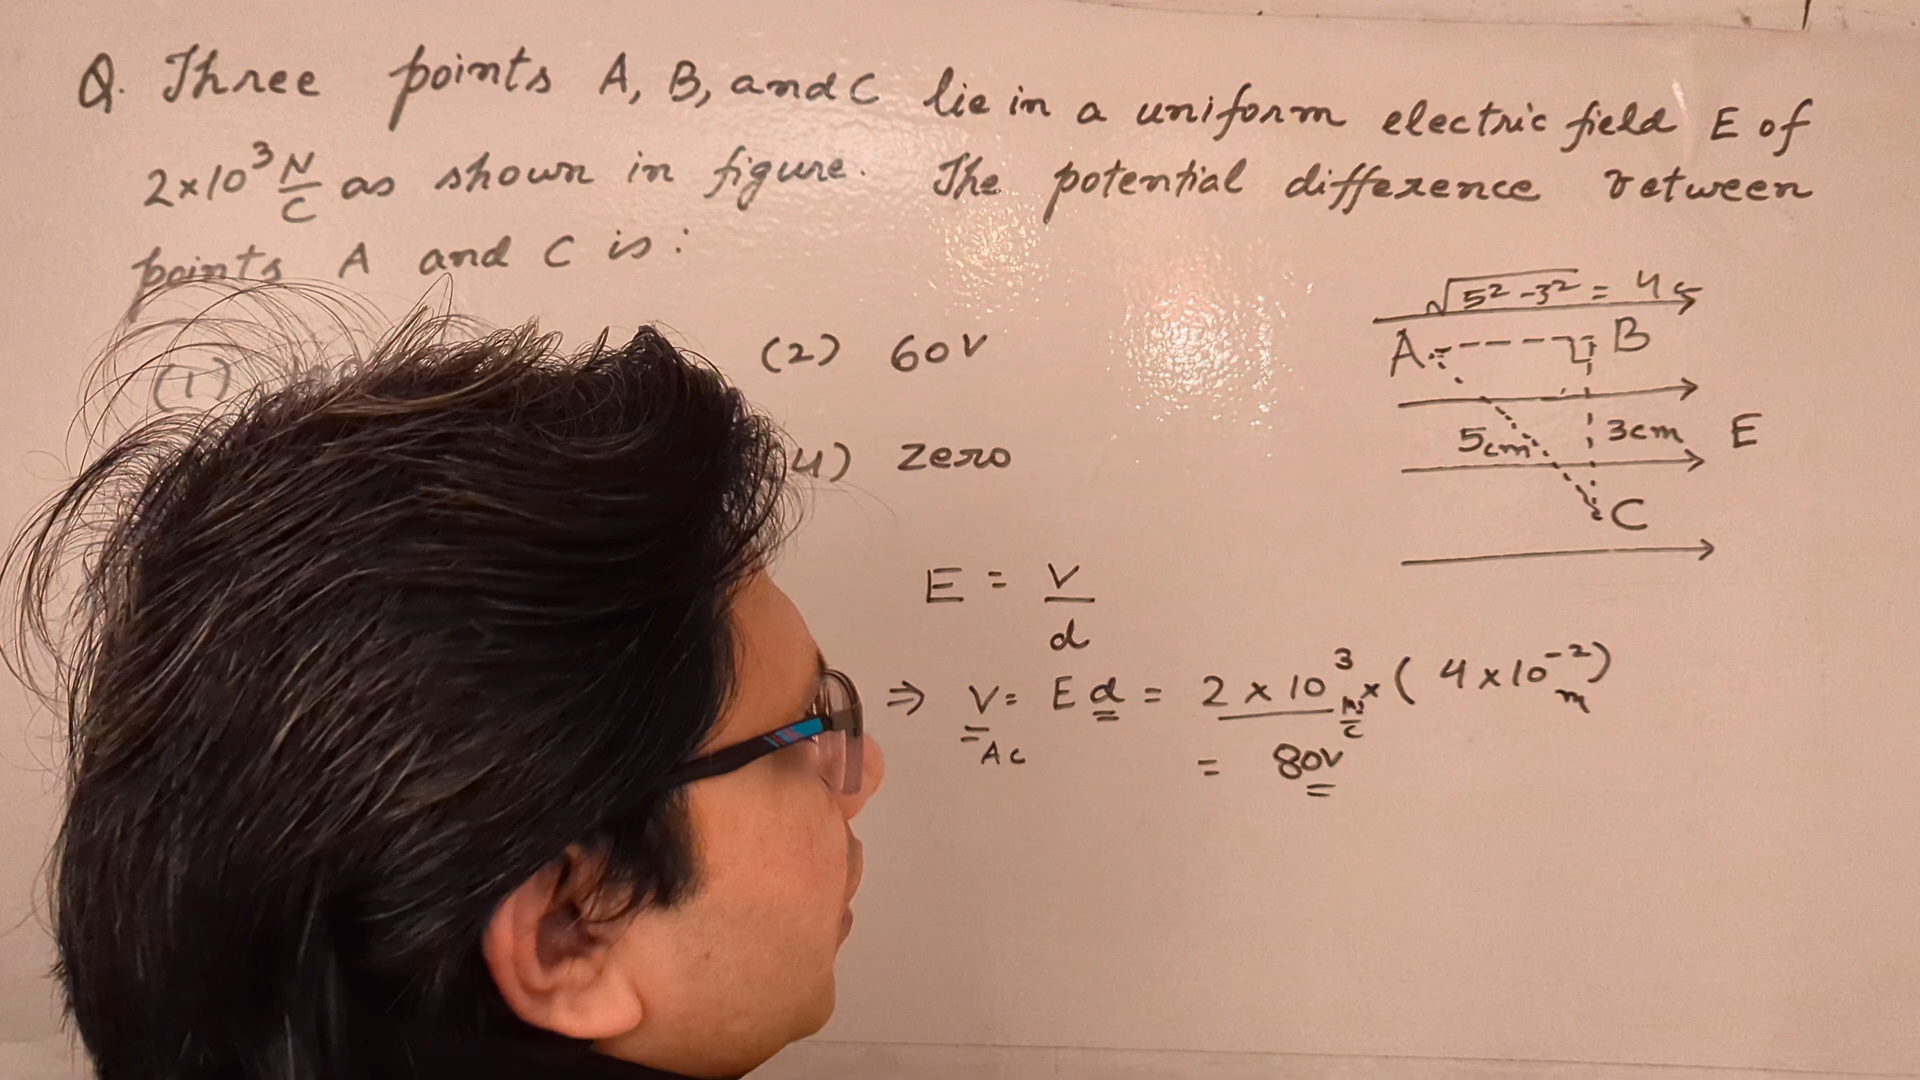 Q. Three points A, B, and C lie in a uniform electric field E of
2×10³ N/C as shown in figure. The potential difference between
points A and C is:
√5²-3² = 4
A B
(1) (2) 60V
5cm 3cm E
4) zero
C
E = V/d
⇒ V = Ed = 2 × 10³ N/C × (4 × 10⁻² m)
AC
= 80V